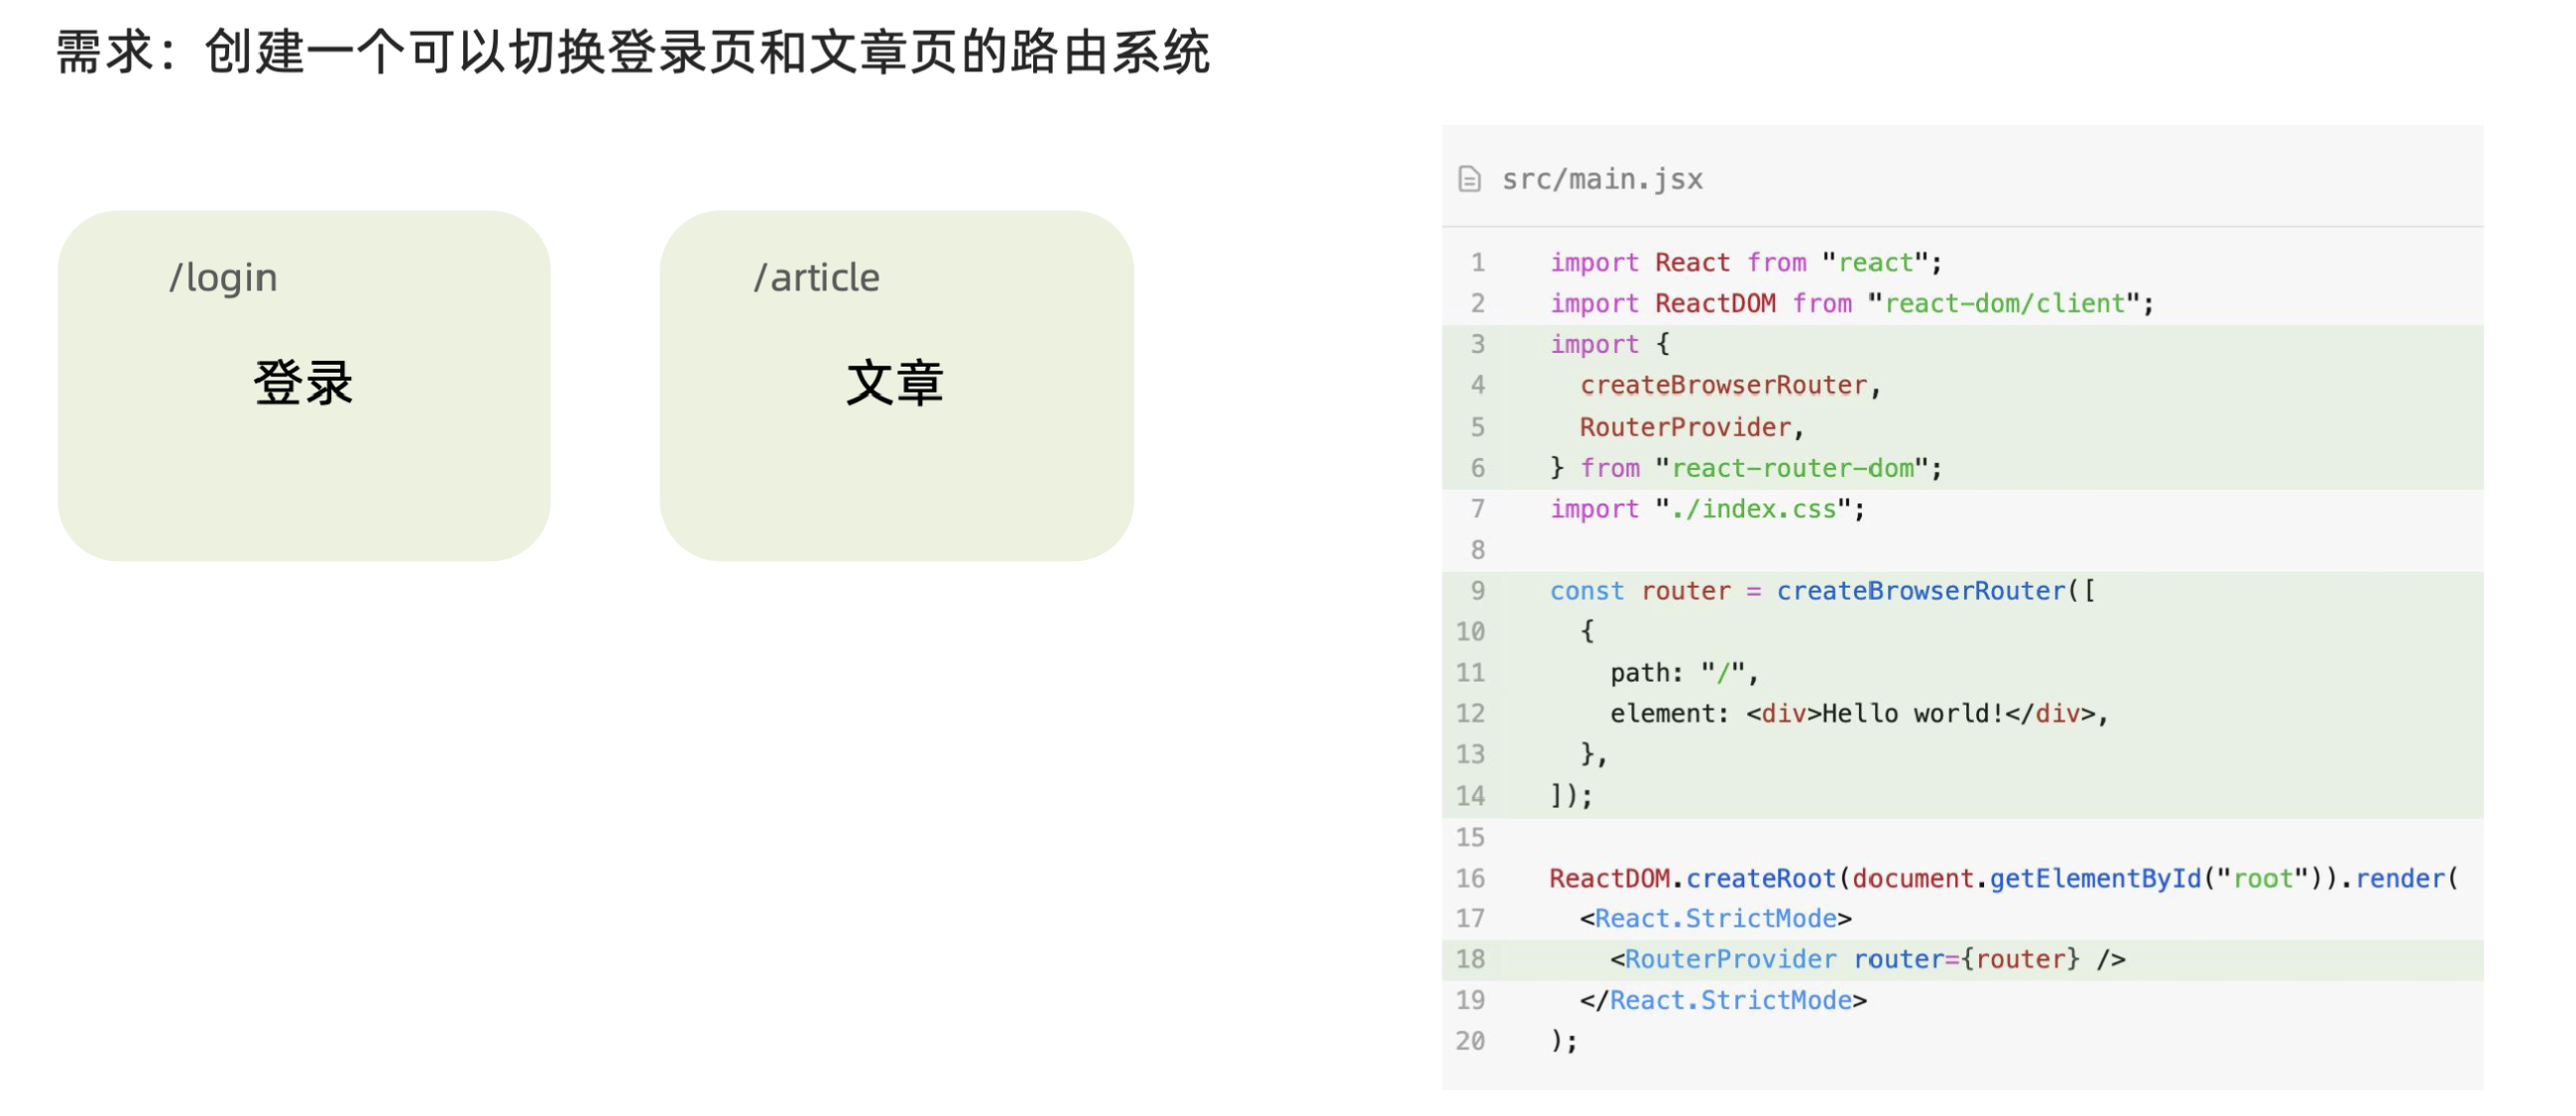 需求：创建一个可以切换登录页和文章页的路由系统
/login
登录
/article
文章
src/main.jsx
1 import React from "react";
2 import ReactDOM from "react-dom/client";
3 import {
4 createBrowserRouter,
5 RouterProvider,
6 } from "react-router-dom";
7 import "./index.css";
8
9 const router = createBrowserRouter([
10 {
11 path: "/",
12 element: <div>Hello world!</div>,
13 },
14 ]);
15
16 ReactDOM.createRoot(document.getElementById("root")).render(
17 <React.StrictMode>
18 <RouterProvider router={router} />
19 </React.StrictMode>
20 );